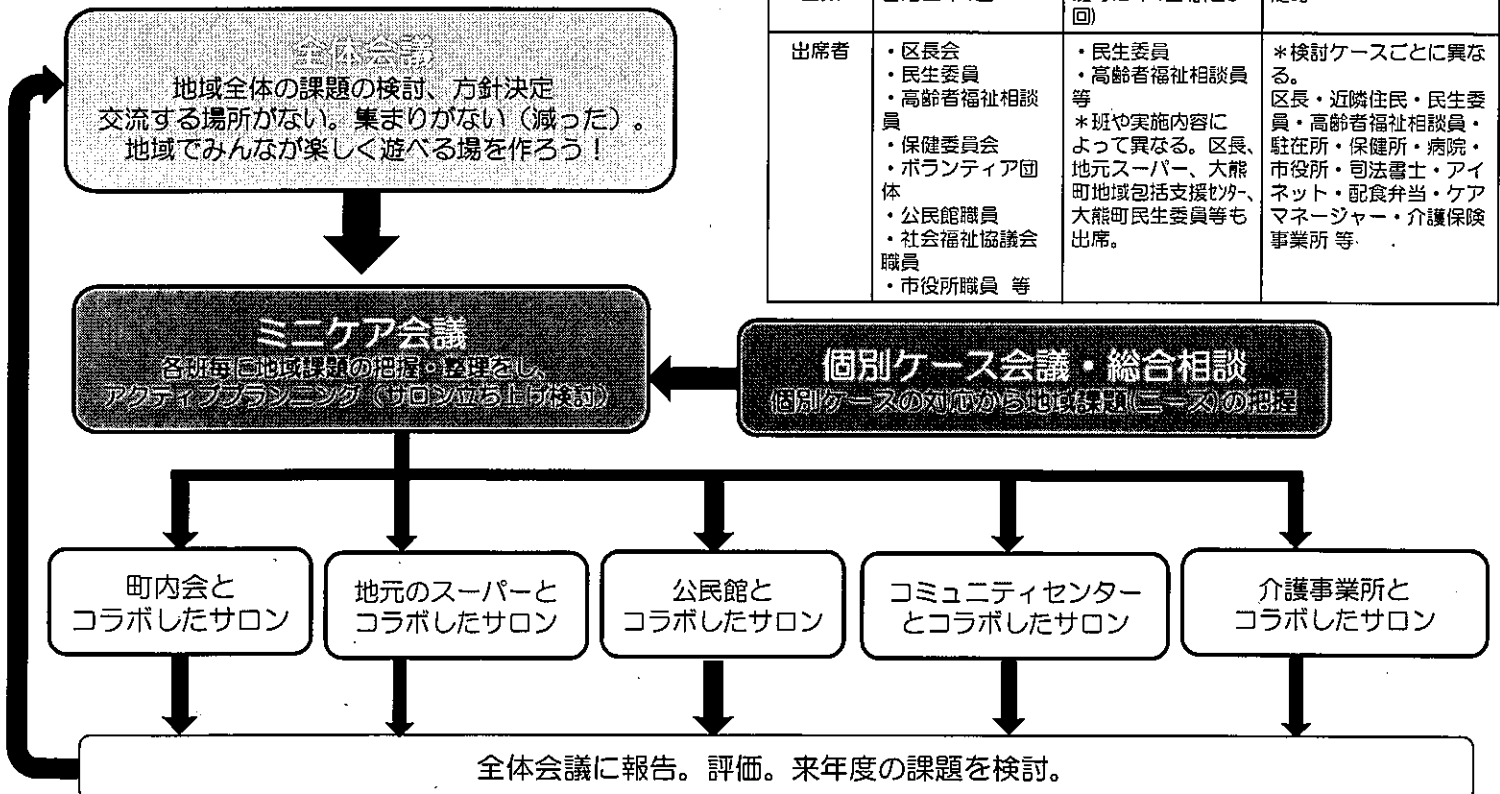 回)
出席者
・区長会
・民生委員
・高齢者福祉相談
員
・保健委員会
・ボランティア団
体
・公民館職員
・社会福祉協議会
職員
・市役所職員 等
・民生委員
・高齢者福祉相談員
等
＊班や実施内容に
よって異なる。区長、
地元スーパー、大熊
町地域包括支援ｾﾝﾀｰ、
大熊町民生委員等も
出席。
＊検討ケースごとに異な
る。
区長・近隣住民・民生委
員・高齢者福祉相談員・
駐在所・保健所・病院・
市役所・司法書士・アイ
ネット・配食弁当・ケア
マネージャー・介護保険
事業所 等
全体会議
地域全体の課題の検討、方針決定
交流する場所がない。集まりがない（減った）。
地域でみんなが楽しく遊べる場を作ろう！
ミニケア会議
各班毎に地域課題の把握・整理をし、
アクティブプランニング（サロン立ち上げ検討）
個別ケース会議・総合相談
個別ケースの対応から地域課題(ニーズ)の把握
町内会と
コラボしたサロン
地元のスーパーと
コラボしたサロン
公民館と
コラボしたサロン
コミュニティセンター
とコラボしたサロン
介護事業所と
コラボしたサロン
全体会議に報告。評価。来年度の課題を検討。